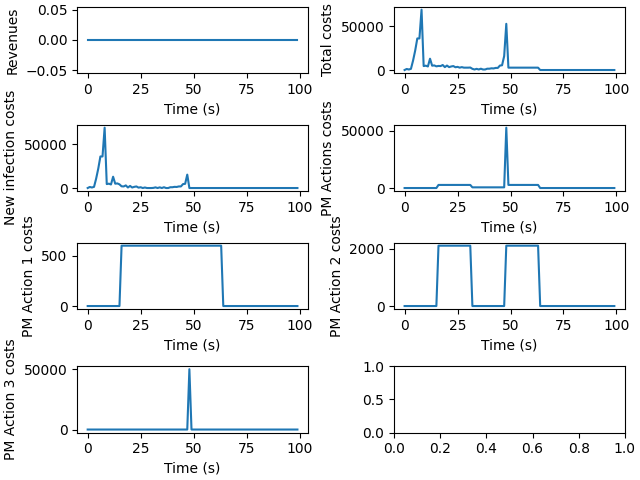 Revenues
0.05
0.00
−0.05
0 25 50 75 100
Time (s)
Total costs
50000
0
0 25 50 75 100
Time (s)
New infection costs
50000
0
0 25 50 75 100
Time (s)
PM Actions costs
50000
0
0 25 50 75 100
Time (s)
PM Action 1 costs
500
0
0 25 50 75 100
Time (s)
PM Action 2 costs
2000
0
0 25 50 75 100
Time (s)
PM Action 3 costs
50000
0
0 25 50 75 100
Time (s)
1.0
0.5
0.0
0.0 0.2 0.4 0.6 0.8 1.0